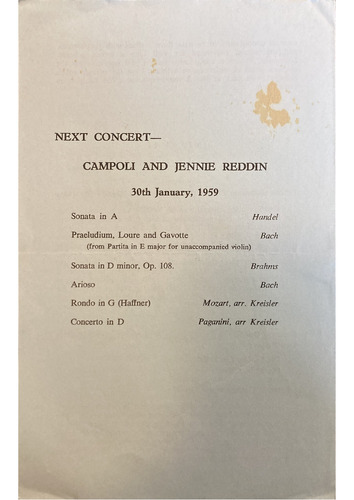 NEXT CONCERT—
CAMPOLI AND JENNIE REDDIN
30th January, 1959
Sonata in A Handel
Praeludium, Loure and Gavotte Bach
(from Partita in E major for unaccompanied violin)
Sonata in D minor, Op. 108. Brahms
Arioso Bach
Rondo in G (Haffner) Mozart, arr. Kreisler
Concerto in D Paganini, arr Kreisler